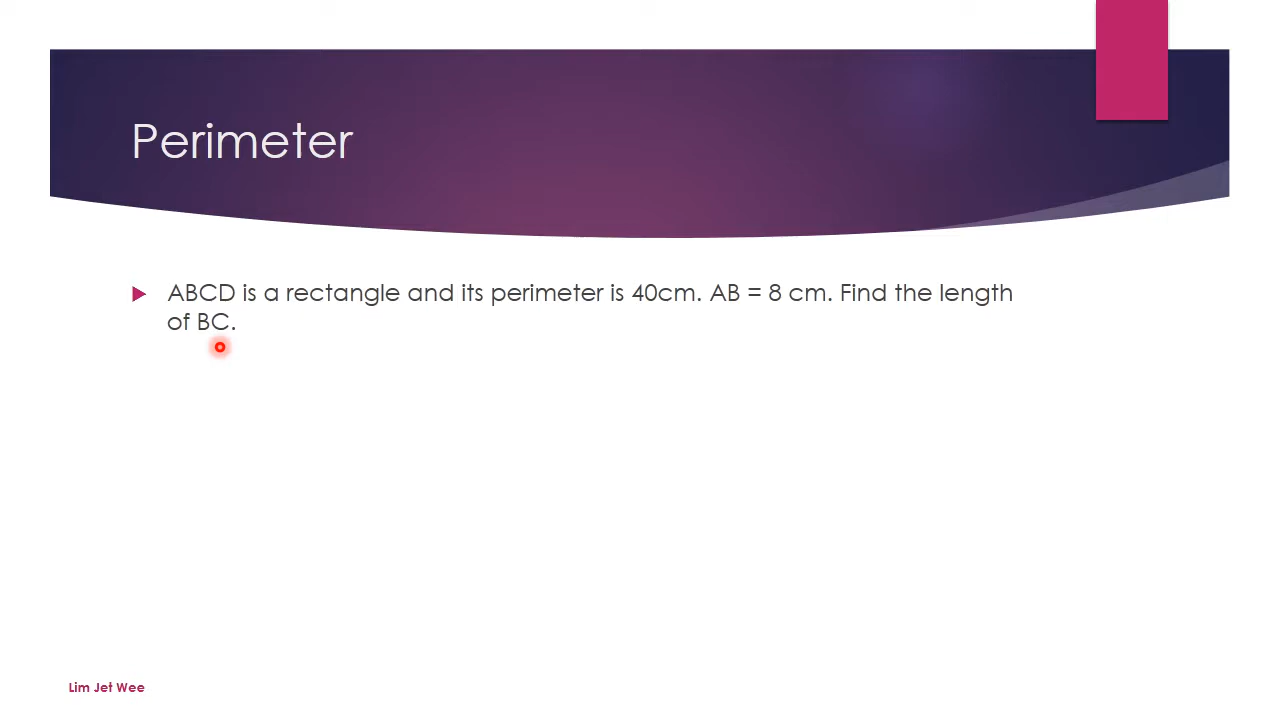 Perimeter
ABCD is a rectangle and its perimeter is 40cm. AB = 8 cm. Find the length
of BC.
Lim Jet Wee